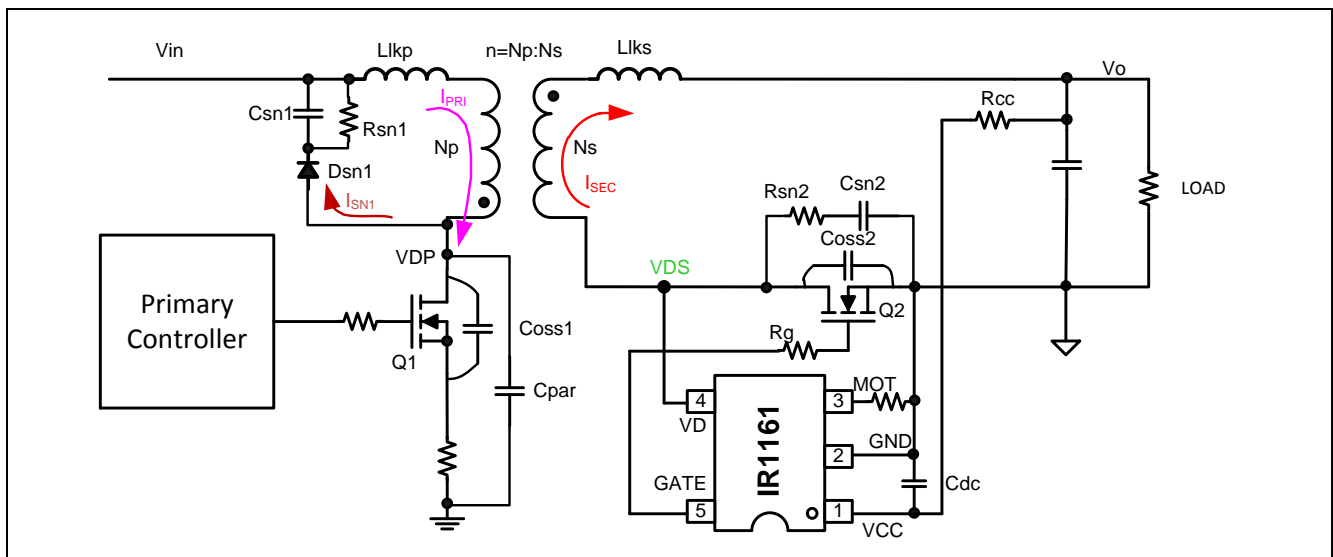 Vin
Llkp
n=Np:Ns
Llks
Vo
Csn1
Rsn1
IPRI
Rcc
Dsn1
Np
Ns
ISN1
ISEC
Rsn2
Csn2
LOAD
Coss2
VDP
VDS
Primary
Controller
Q1
Coss1
Q2
Rg
Cpar
MOT
4
3
VD
GND
IR1161
2
GATE
Cdc
5
1
VCC